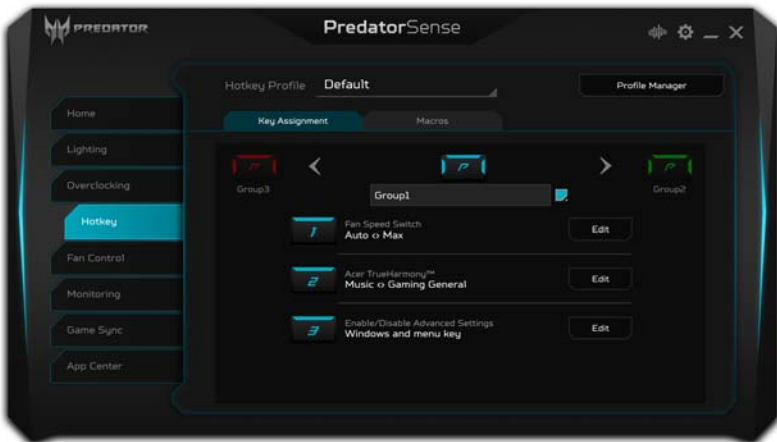 PREDATOR
PredatorSense
Hotkey Profile Default
Profile Manager
Home
Lighting
Overclocking
Hotkey
Fan Control
Monitoring
Game Sync
App Center
Key Assignment
Macros
Group3
Group1
Group2
1
Fan Speed Switch
Auto ‹› Max
Edit
2
Acer TrueHarmony™
Music ‹› Gaming General
Edit
3
Enable/Disable Advanced Settings
Windows and menu key
Edit